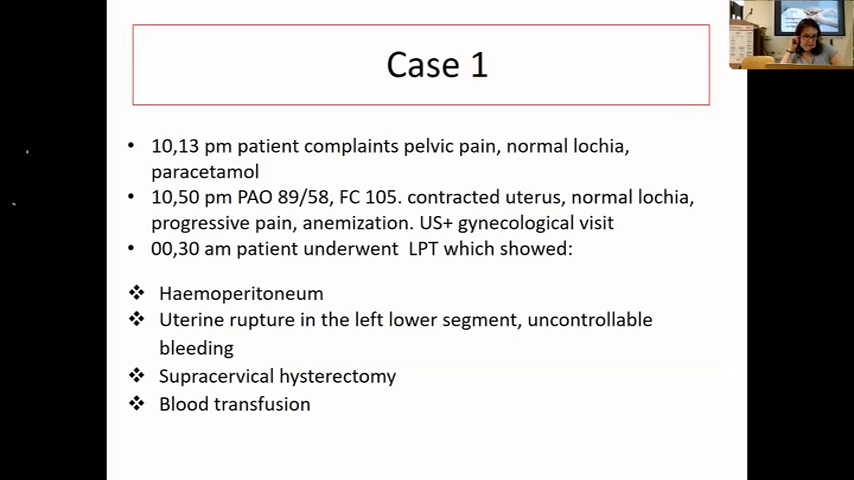 Case 1
• 10,13 pm patient complaints pelvic pain, normal lochia,
paracetamol
• 10,50 pm PAO 89/58, FC 105. contracted uterus, normal lochia,
progressive pain, anemization. US+ gynecological visit
• 00,30 am patient underwent LPT which showed:
❖ Haemoperitoneum
❖ Uterine rupture in the left lower segment, uncontrollable
bleeding
❖ Supracervical hysterectomy
❖ Blood transfusion